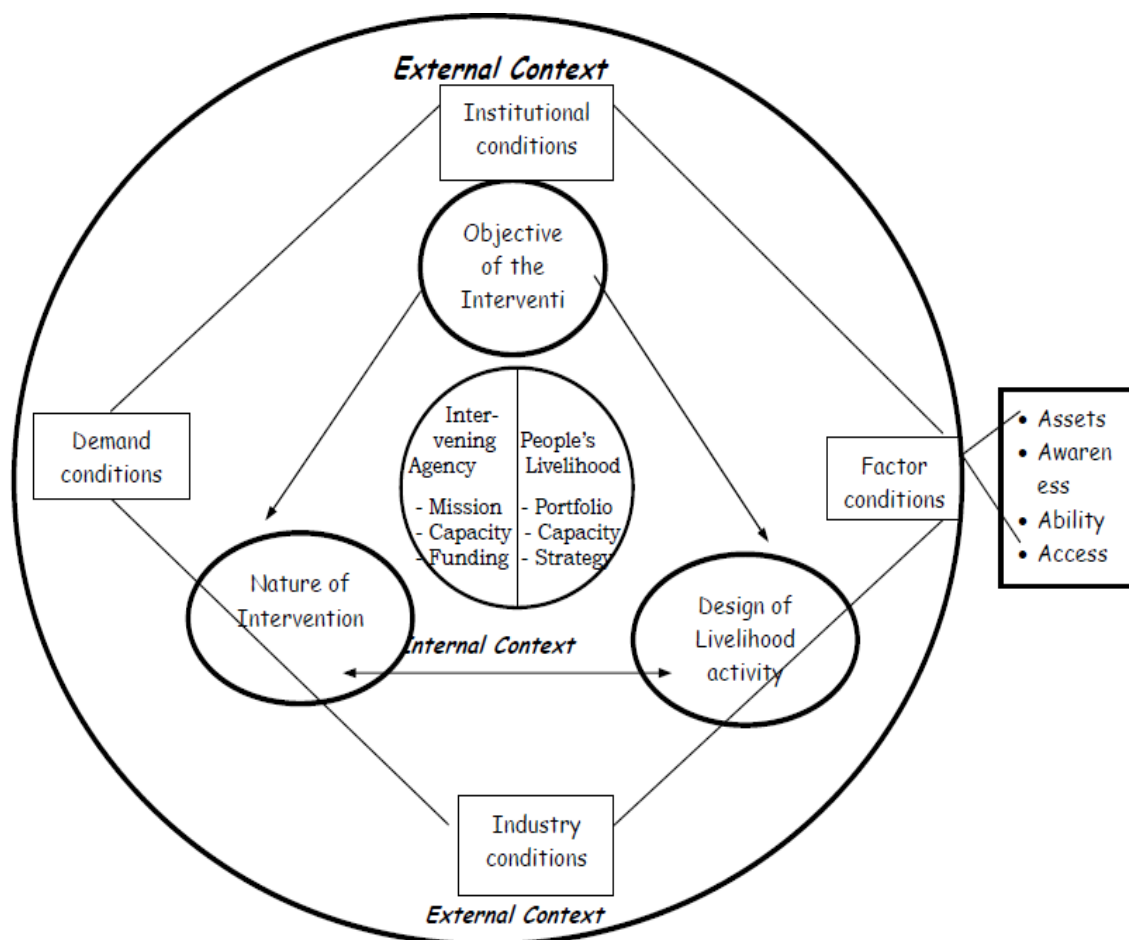 External Context
Institutional
conditions
Objective
of the
Interventi
Inter-
vening
Agency
- Mission
- Capacity
- Funding
People's
Livelihood
- Portfolio
- Capacity
- Strategy
Demand
conditions
Factor
conditions
• Assets
• Awaren
ess
• Ability
• Access
Nature of
Intervention
Design of
Livelihood
activity
Internal Context
Industry
conditions
External Context